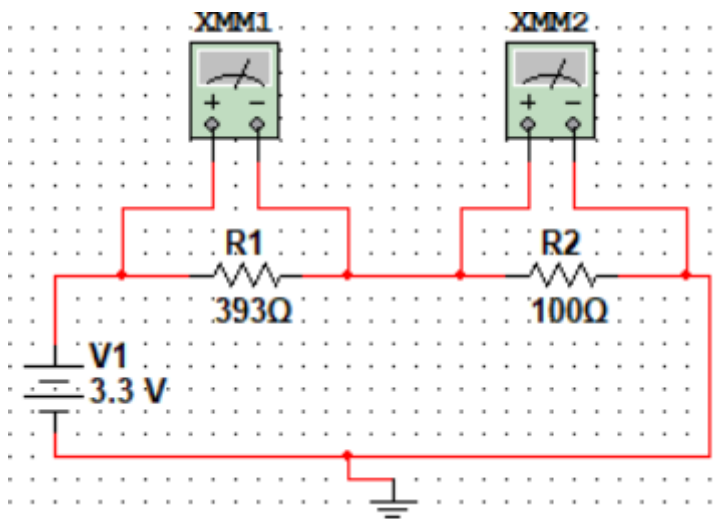 XMM1
XMM2
+ −
+ −
R1
R2
393Ω
100Ω
V1
3.3 V